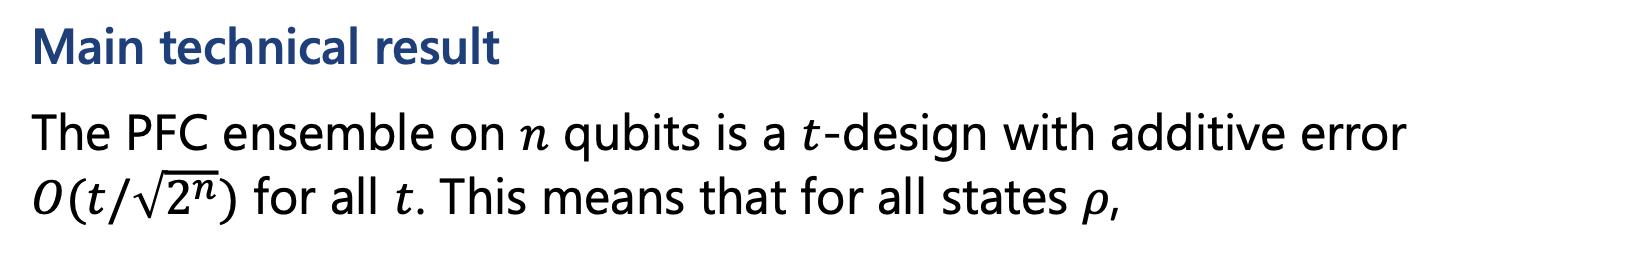 Main technical result
The PFC ensemble on n qubits is a t-design with additive error
O(t/√2ⁿ) for all t. This means that for all states ρ,